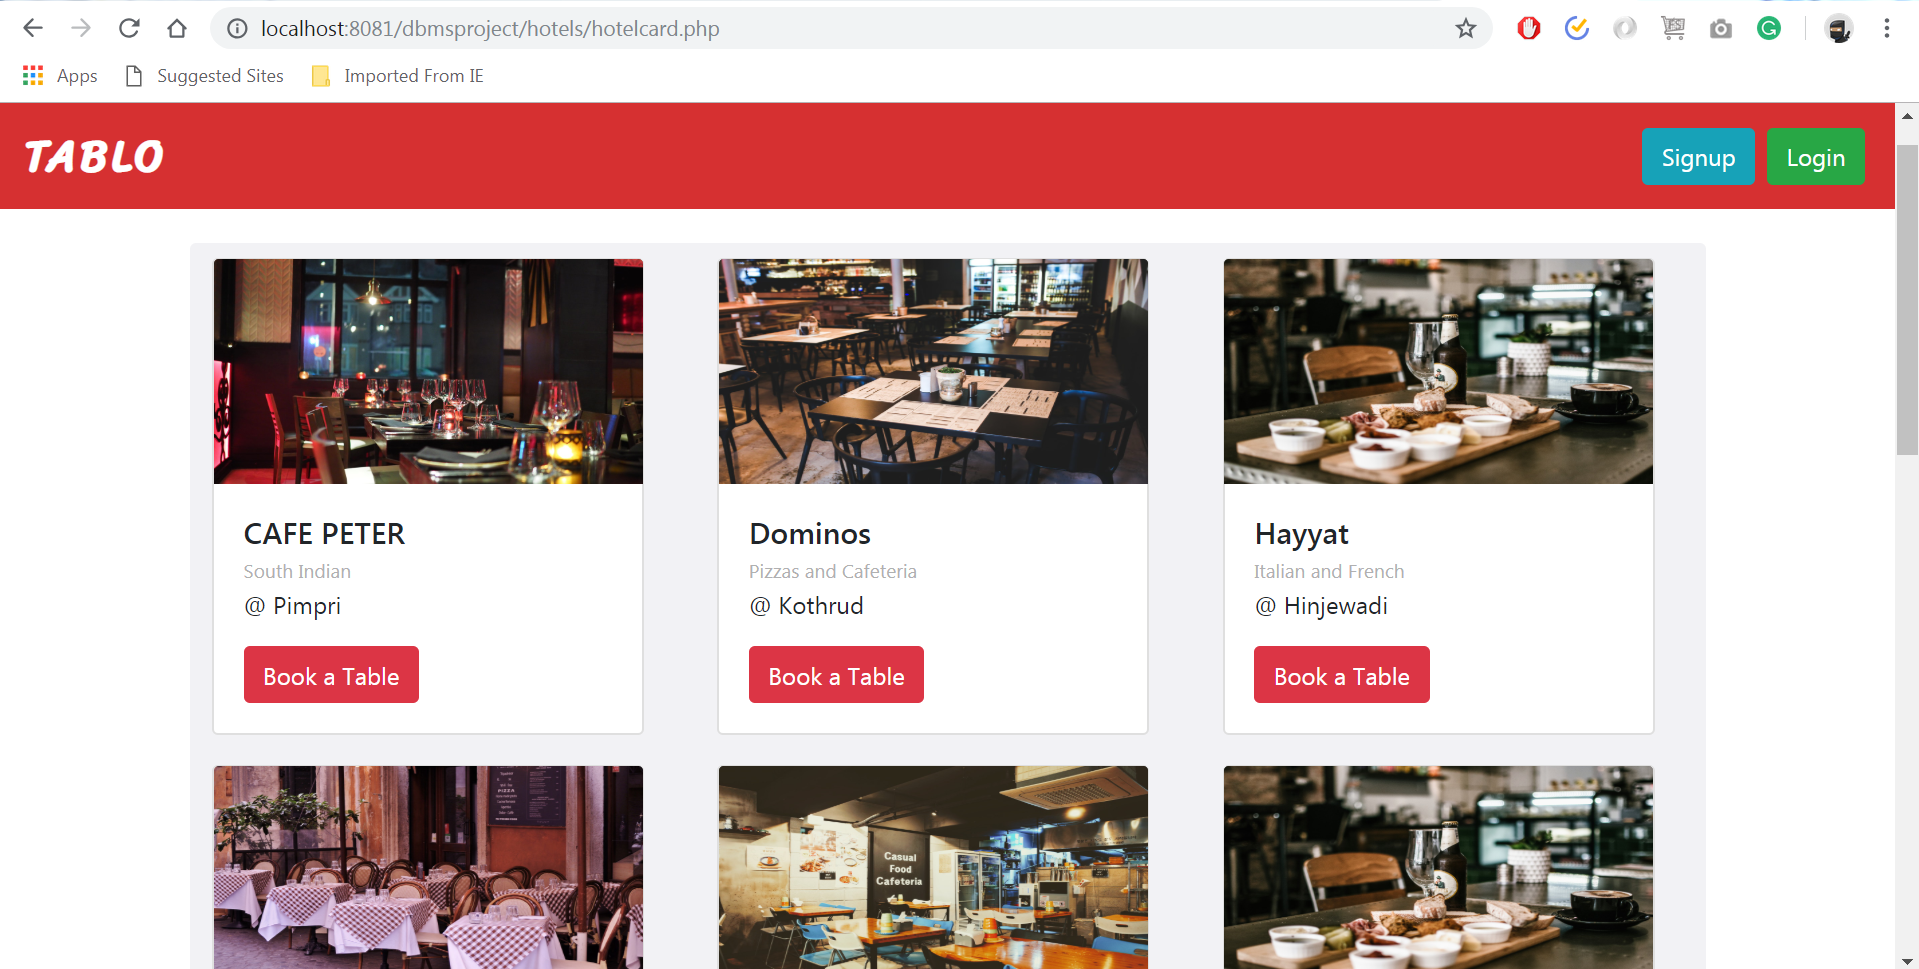 localhost:8081/dbmsproject/hotels/hotelcard.php
Apps Suggested Sites Imported From IE
TABLO
Signup Login
CAFE PETER
South Indian
@ Pimpri
Book a Table
Dominos
Pizzas and Cafeteria
@ Kothrud
Book a Table
Hayyat
Italian and French
@ Hinjewadi
Book a Table
PIZZA
Casual
Food
Cafeteria